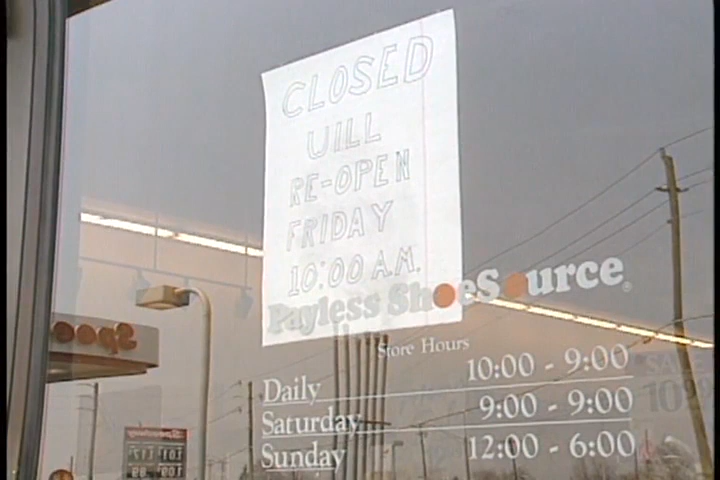 CLOSED
WILL
RE-OPEN
FRIDAY
10:00 A.M.
Payless ShoeSource®
Store Hours
Daily 10:00 - 9:00
Saturday 9:00 - 9:00
Sunday 12:00 - 6:00